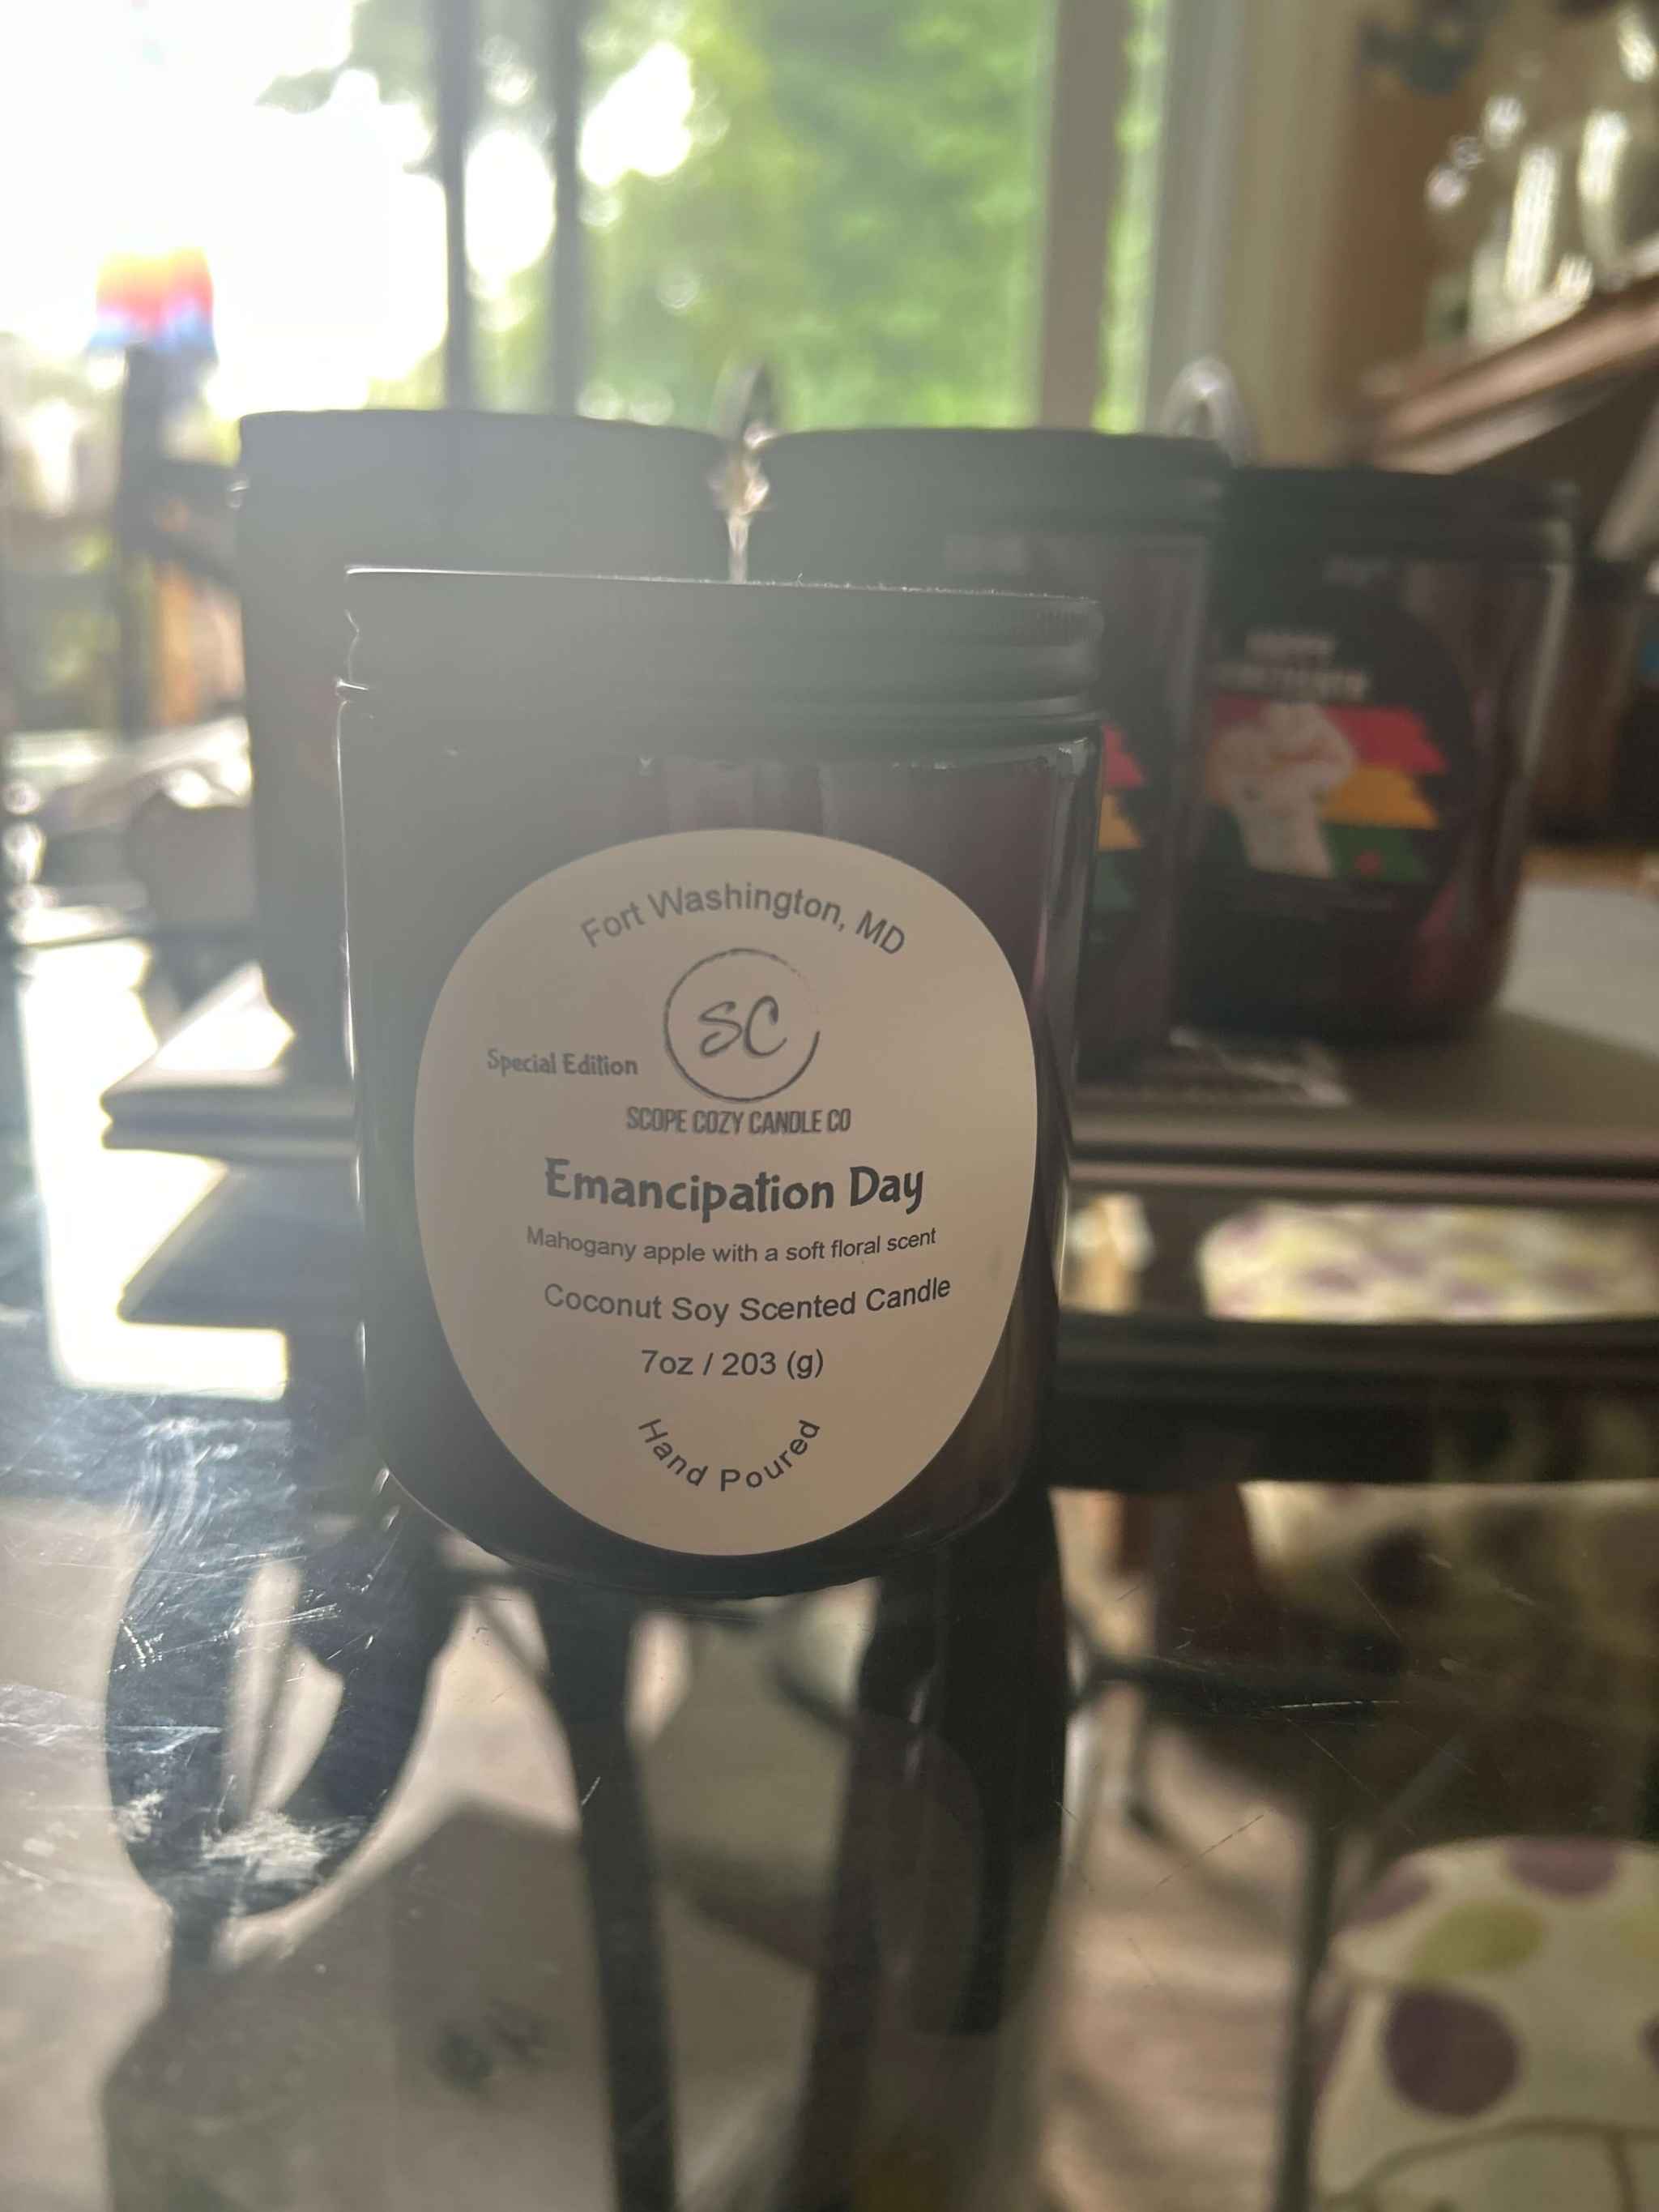 Fort Washington, MD
SC
Special Edition
SCOPE COZY CANDLE CO
Emancipation Day
Mahogany apple with a soft floral scent
Coconut Soy Scented Candle
7oz / 203 (g)
Hand Poured